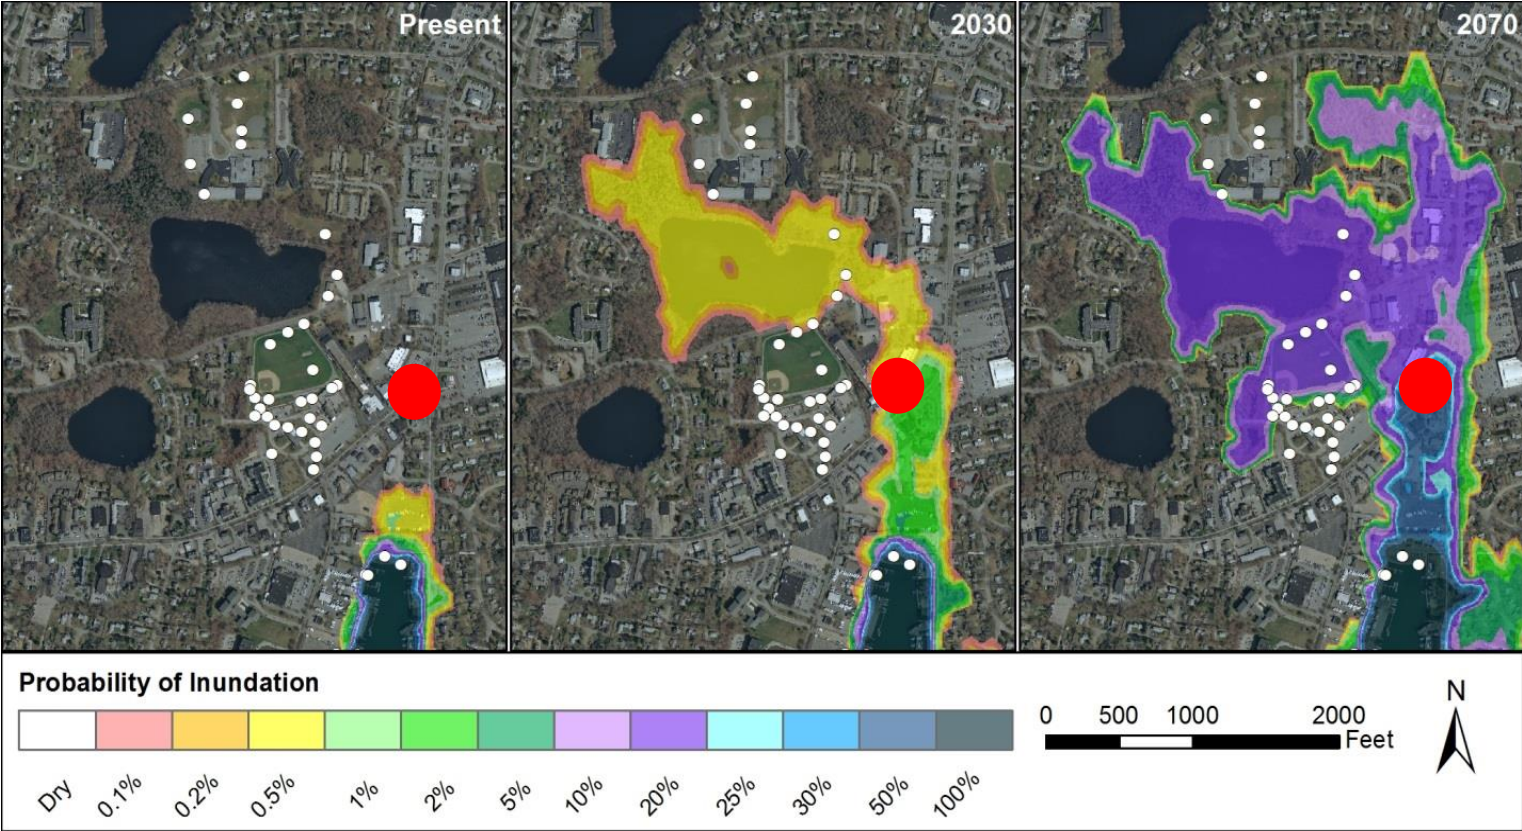 Present
2030
2070
Probability of Inundation
N
0 500 1000 2000
Feet
Dry 0.1% 0.2% 0.5% 1% 2% 5% 10% 20% 25% 30% 50% 100%